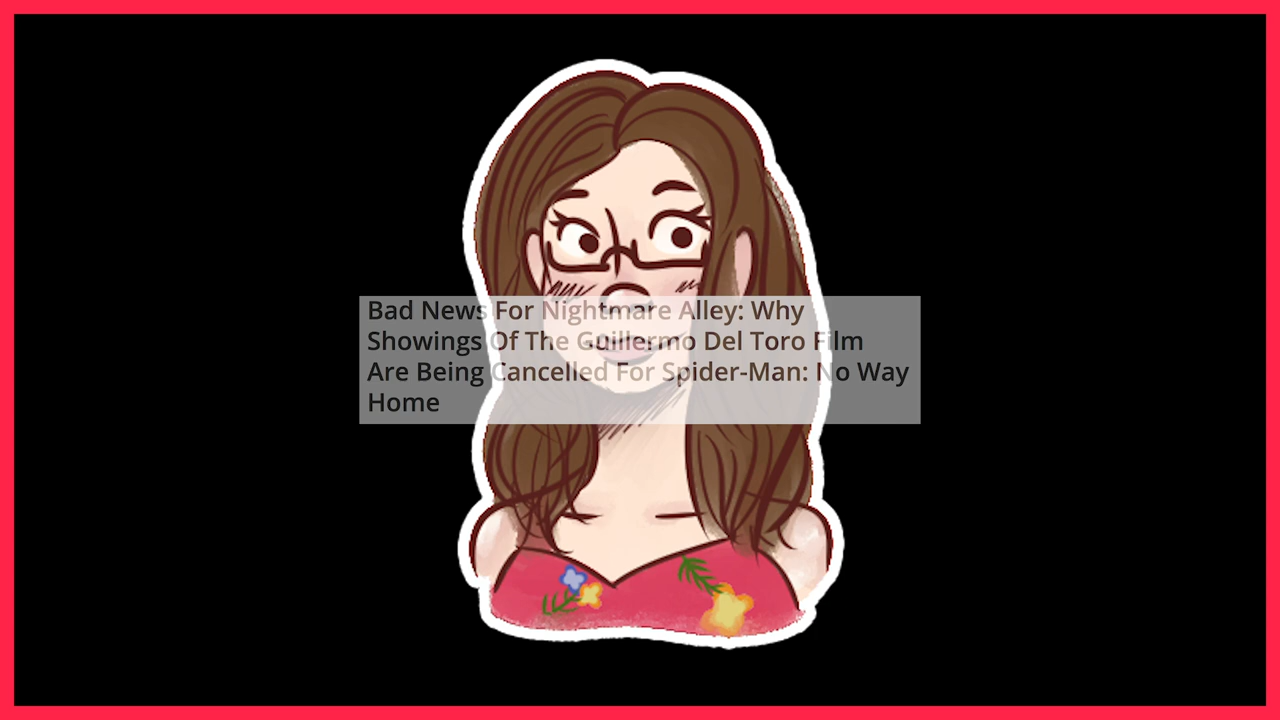 Bad News For Nightmare Alley: Why
Showings Of The Guillermo Del Toro Film
Are Being Cancelled For Spider-Man: No Way
Home